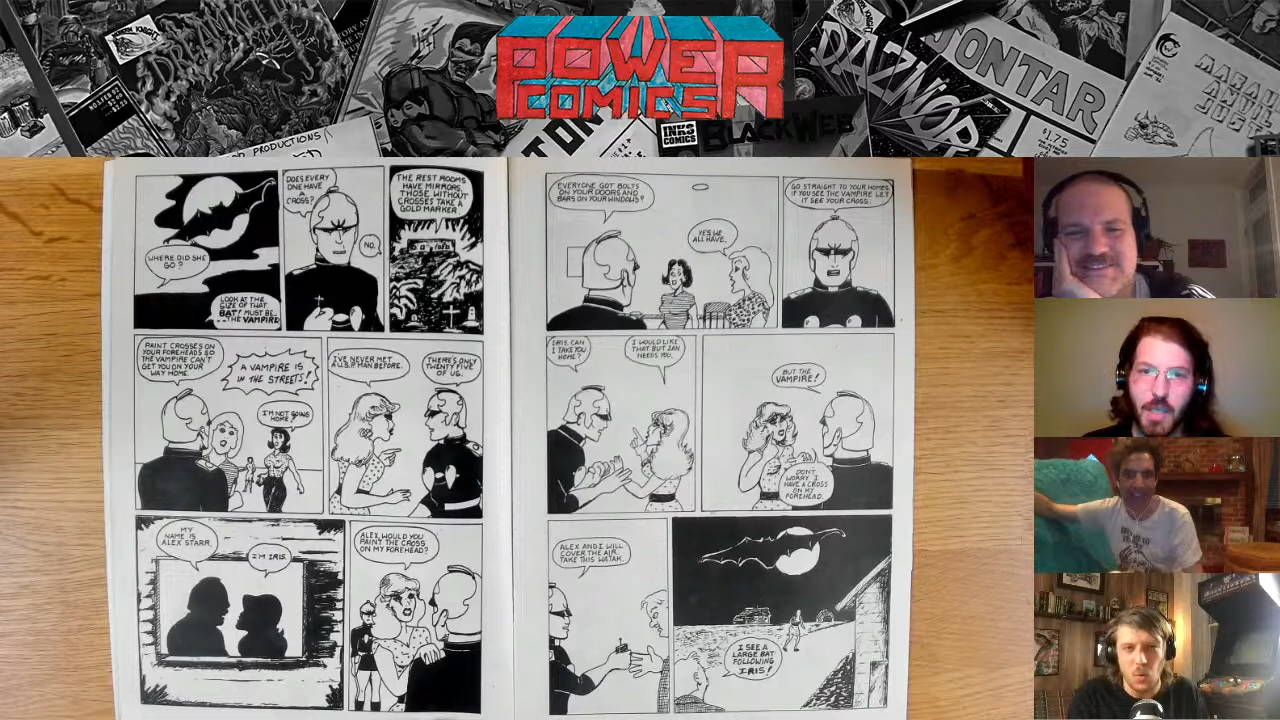 POWER
COMICS
DREAMKILL
INKO
COMICS
BLACKWEB
JONTAR
$1.75
WHERE DID SHE
GO?
LOOK AT THE
SIZE OF THAT
BAT! MUST BE
THE VAMPIRE
DOES EVERY
ONE HAVE
A
CROSS?
NO.
THE REST ROOMS
HAVE MIRRORS.
THOSE WITHOUT
CROSSES TAKE A
GOLD MARKER
PAINT CROSSES ON
YOUR FOREHEADS SO
THE VAMPIRE CAN'T
GET YOU ON YOUR
WAY HOME.
A VAMPIRE IS
IN THE STREETS!
I'M NOT GOING
HOME!
I'VE NEVER MET
A U.S.P. MAN BEFORE.
THERE'S ONLY
TWENTY FIVE
OF US.
MY
NAME IS
ALEX STARR.
I'M IRIS.
ALEX, WOULD YOU
PAINT THE CROSS
ON MY FOREHEAD?
EVERYONE GOT BOLTS
ON YOUR DOORS AND
BARS ON YOUR WINDOWS?
YES WE
ALL HAVE.
GO STRAIGHT TO YOUR HOMES.
IF YOU SEE THE VAMPIRE LET
IT SEE YOUR CROSS.
IRIS, CAN
I TAKE YOU
HOME?
I WOULD LIKE
THAT BUT ZAN
NEEDS YOU.
BUT THE
VAMPIRE!
DON'T
WORRY I
HAVE A CROSS
ON MY
FOREHEAD.
ALEX AND I WILL
COVER THE AIR.
TAKE THIS WATAK.
I SEE A
LARGE BAT
FOLLOWING
IRIS!